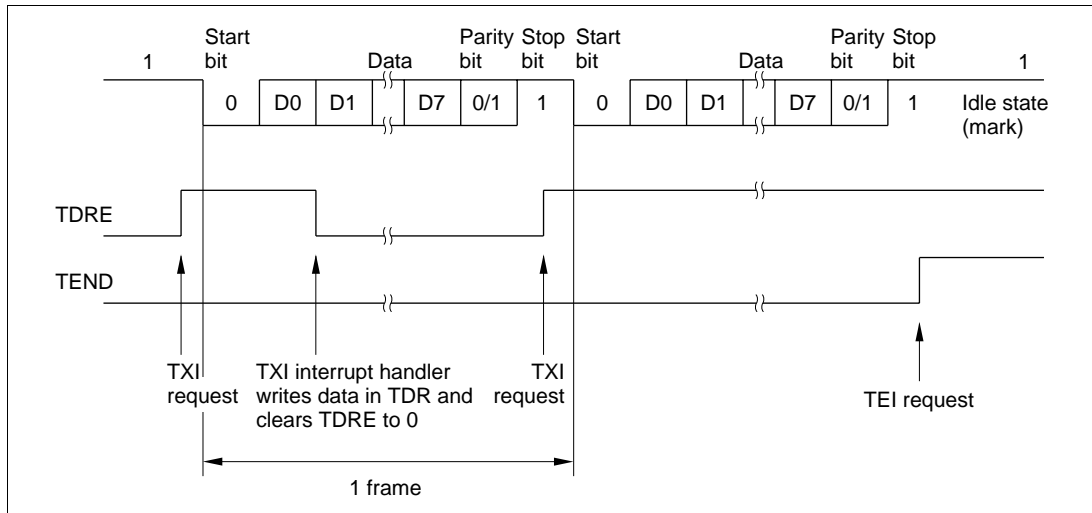 Start bit
Parity bit
Stop bit
Start bit
Parity bit
Stop bit
1
Data
Data
1
0
D0
D1
D7
0/1
1
0
D0
D1
D7
0/1
1
Idle state
(mark)
TDRE
TEND
TXI
request
TXI interrupt handler
writes data in TDR and
clears TDRE to 0
TXI
request
TEI request
1 frame